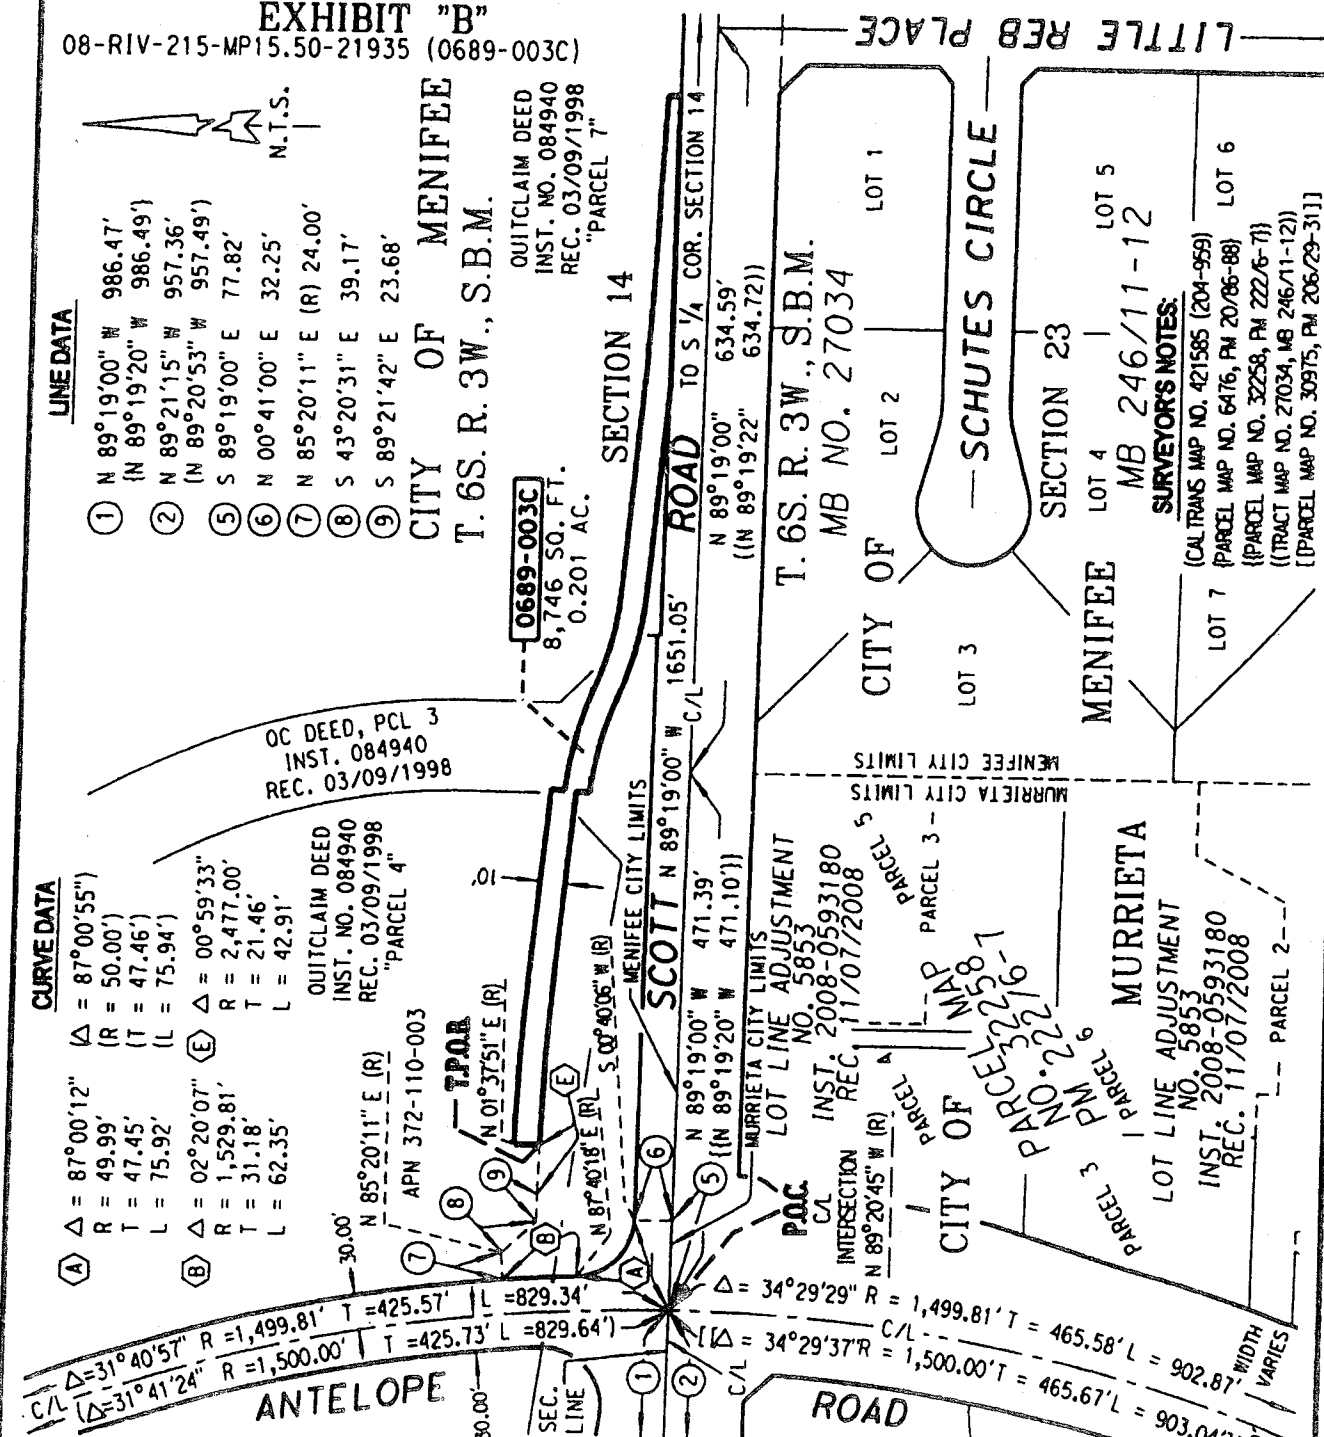 EXHIBIT "B"
08-RIV-215-MP15.50-21935 (0689-003C)
N.T.S.
LINE DATA
1 N 89°19'00" W 986.47'
{N 89°19'20" W 986.49'}
2 N 89°21'15" W 957.36'
(N 89°20'53" W 957.49')
5 S 89°19'00" E 77.82'
6 N 00°41'00" E 32.25'
7 N 85°20'11" E (R) 24.00'
8 S 43°20'31" E 39.17'
9 S 89°21'42" E 23.68'
CITY OF MENIFEE
T. 6S. R. 3W., S.B.M.
QUITCLAIM DEED
INST. NO. 084940
REC. 03/09/1998
"PARCEL 7"
SECTION 14
0689-003C
8,746 SQ. FT.
0.201 AC.
OC DEED, PCL 3
INST. 084940
REC. 03/09/1998
CURVE DATA
A Δ = 87°00'12"
R = 49.99'
T = 47.45'
L = 75.92'
(Δ = 87°00'55")
(R = 50.00')
(T = 47.46')
(L = 75.94')
B Δ = 02°20'07"
R = 1,529.81'
T = 31.18'
L = 62.35'
E Δ = 00°59'33"
R = 2,477.00'
T = 21.46'
L = 42.91'
QUITCLAIM DEED
INST. NO. 084940
REC. 03/09/1998
"PARCEL 4"
10'
T.P.O.B.
APN 372-110-003
N 85°20'11" E (R)
30.00'
N 01°37'51" E (R)
N 87°40'18" E (R)
S 00°40'06" W (R)
7
8
9
B
E
A
6
5
MENIFEE CITY LIMITS
SCOTT ROAD
N 89°19'00" W 1651.05' TO S 1/4 COR. SECTION 14
C/L
N 89°19'00" W 471.39'
{{N 89°19'20" W 471.10'}}
N 89°19'00" 634.59'
((N 89°19'22" 634.72))
MURRIETA CITY LIMITS
LITTLE REB PLACE
SCHUTES CIRCLE
LOT 1
LOT 2
LOT 3
LOT 4
LOT 5
LOT 6
LOT 7
T. 6S. R. 3W., S.B.M.
MB NO. 27034
SECTION 23
MB 246/11-12
CITY OF MENIFEE
SURVEYOR'S NOTES:
(CALTRANS MAP NO. 421585 (204-959)
{PARCEL MAP NO. 6476, PM 20/86-88}
{{PARCEL MAP NO. 32258, PM 222/6-7}}
((TRACT MAP NO. 27034, MB 246/11-12))
[[PARCEL MAP NO. 30975, PM 206/29-31]]
MENIFEE CITY LIMITS
MURRIETA CITY LIMITS
LOT LINE ADJUSTMENT
NO. 5853
INST. 2008-0593180
REC. 11/07/2008
PARCEL 5
PARCEL 3
PARCEL 4
PARCEL MAP
NO. 32258
PM 222/6-7
PARCEL 6
PARCEL 3
CITY OF MURRIETA
LOT LINE ADJUSTMENT
NO. 5853
INST. 2008-0593180
REC. 11/07/2008
PARCEL 2
P.O.C.
C/L
INTERSECTION
N 89°20'45" W (R)
C/L Δ=31°40'57" R =1,499.81' T =425.57' L =829.34'
(Δ=31°41'24" R =1,500.00' T =425.73' L =829.64')
ANTELOPE ROAD
30.00'
SEC.
LINE
1
2
C/L
Δ = 34°29'29" R = 1,499.81' T = 465.58' L = 902.87'
C/L
[[Δ = 34°29'37" R = 1,500.00' T = 465.67' L = 903.04'
WIDTH
VARIES